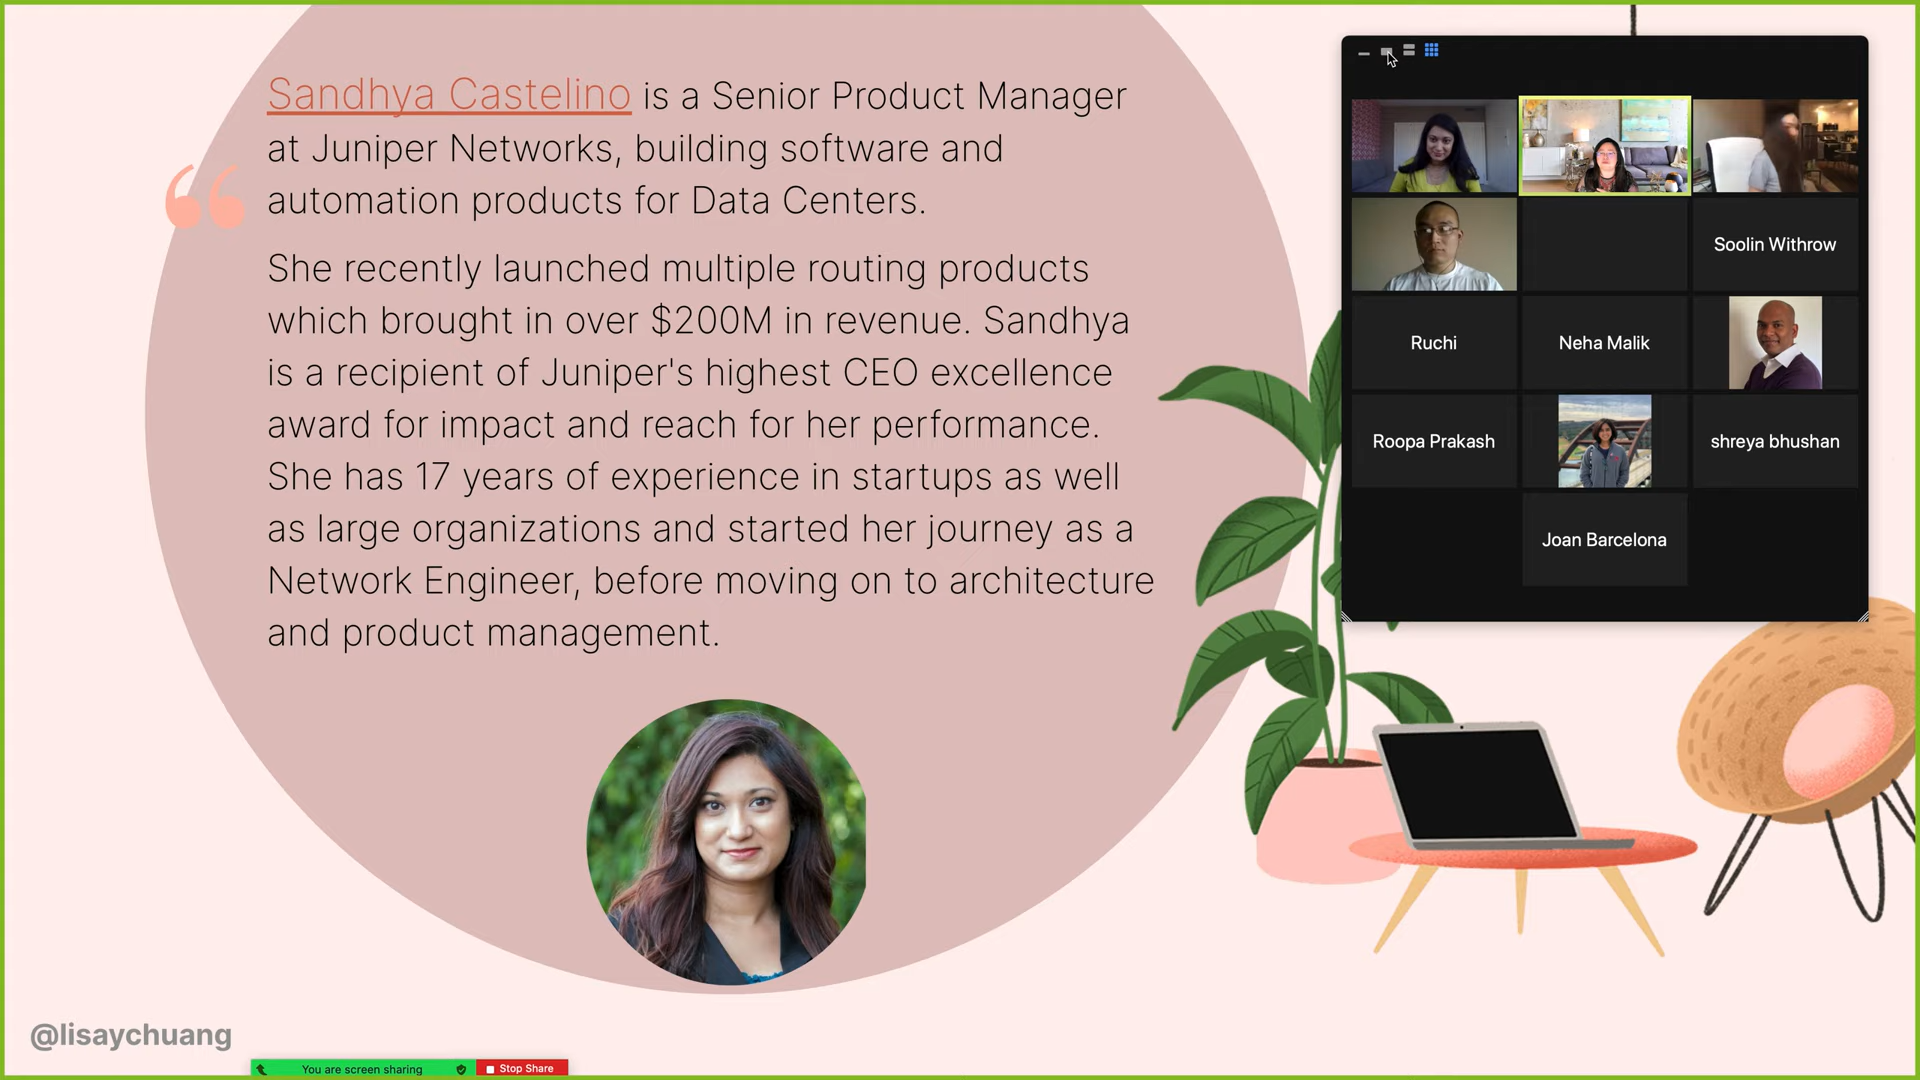 Sandhya Castelino is a Senior Product Manager
at Juniper Networks, building software and
automation products for Data Centers.
She recently launched multiple routing products
which brought in over $200M in revenue. Sandhya
is a recipient of Juniper's highest CEO excellence
award for impact and reach for her performance.
She has 17 years of experience in startups as well
as large organizations and started her journey as a
Network Engineer, before moving on to architecture
and product management.
Soolin Withrow
Ruchi
Neha Malik
Roopa Prakash
shreya bhushan
Joan Barcelona
@lisaychuang
You are screen sharing
Stop Share